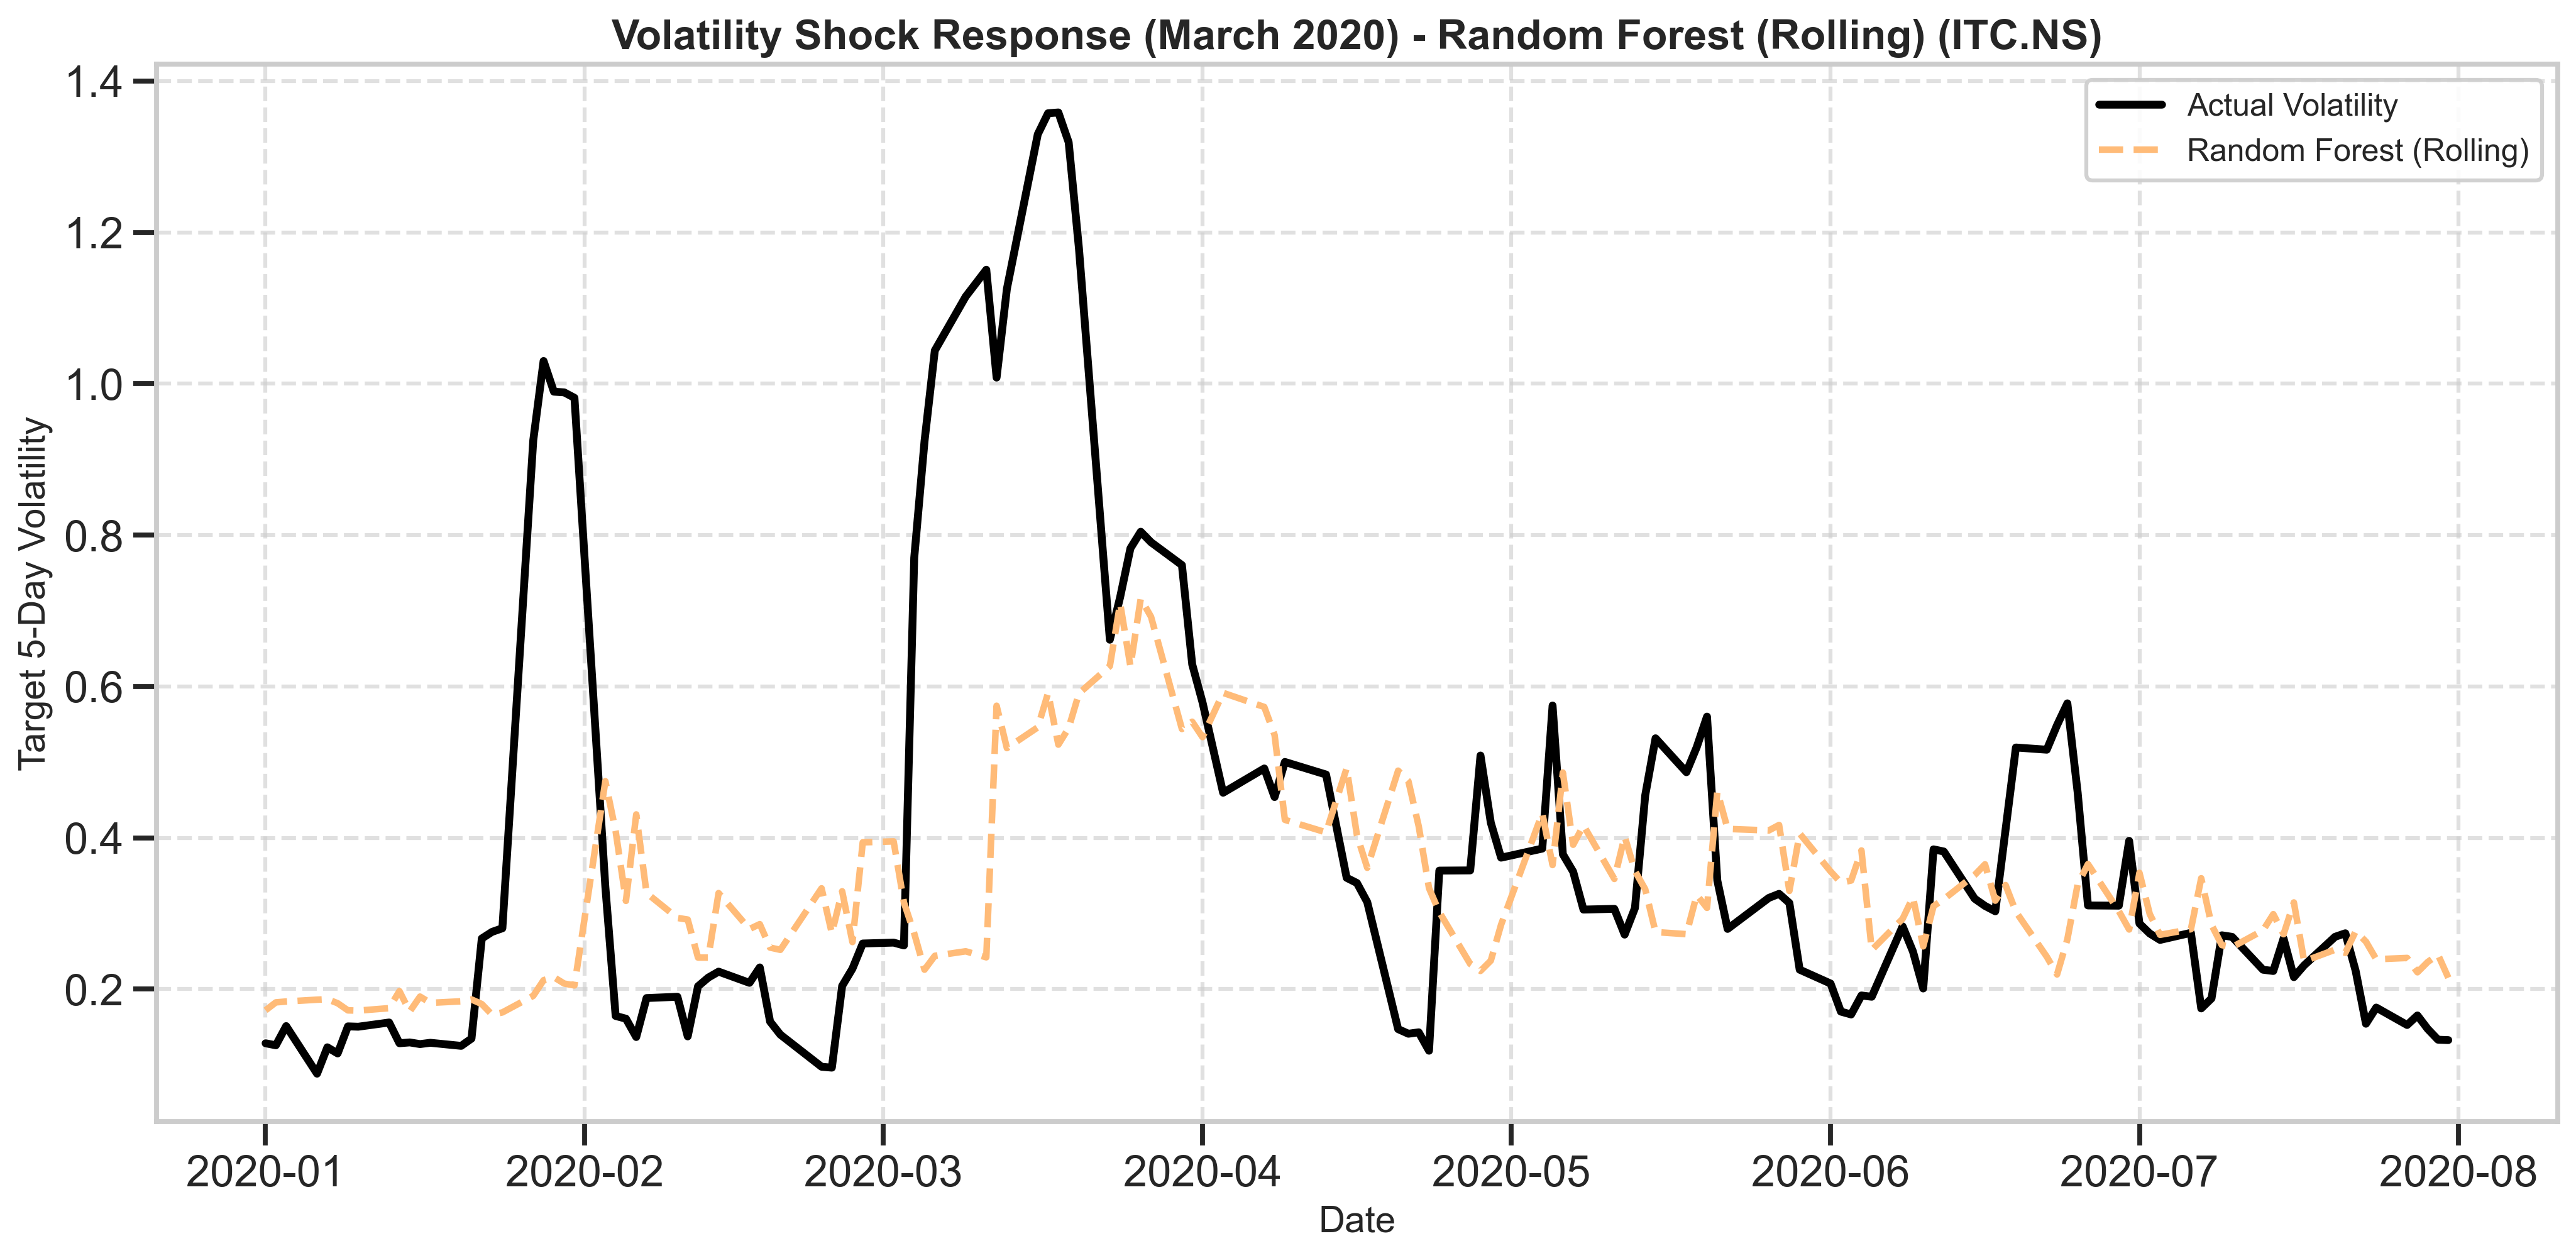 Volatility Shock Response (March 2020) - Random Forest (Rolling) (ITC.NS)
Actual Volatility
Random Forest (Rolling)
Target 5-Day Volatility
1.4
1.2
1.0
0.8
0.6
0.4
0.2
2020-01 2020-02 2020-03 2020-04 2020-05 2020-06 2020-07 2020-08
Date